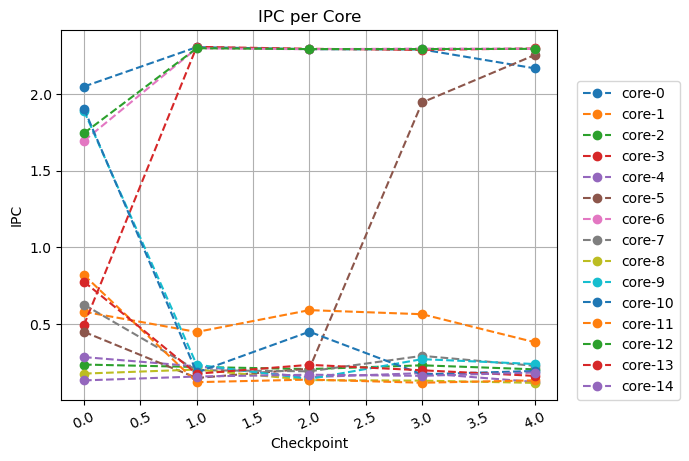 IPC per Core
IPC
2.0
1.5
1.0
0.5
0.0
0.5
1.0
1.5
2.0
2.5
3.0
3.5
4.0
Checkpoint
core-0
core-1
core-2
core-3
core-4
core-5
core-6
core-7
core-8
core-9
core-10
core-11
core-12
core-13
core-14